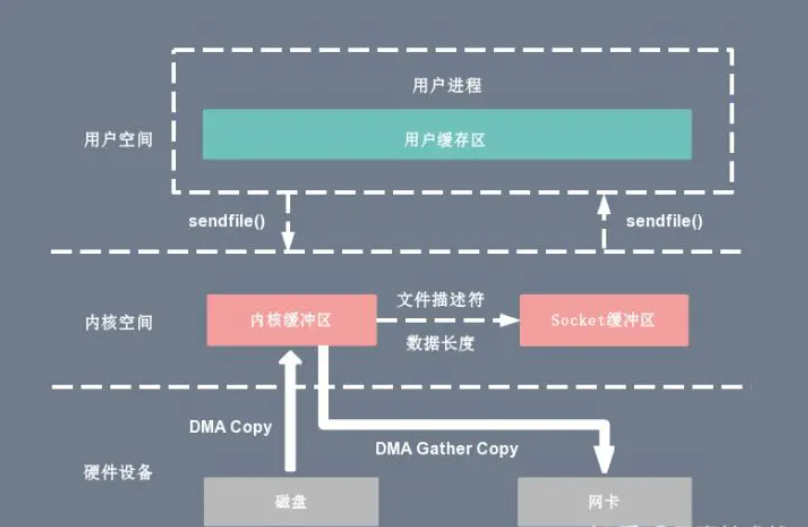 用户进程
用户空间
用户缓存区
sendfile()
sendfile()
文件描述符
内核空间
内核缓冲区
Socket缓冲区
数据长度
DMA Copy
DMA Gather Copy
硬件设备
磁盘
网卡